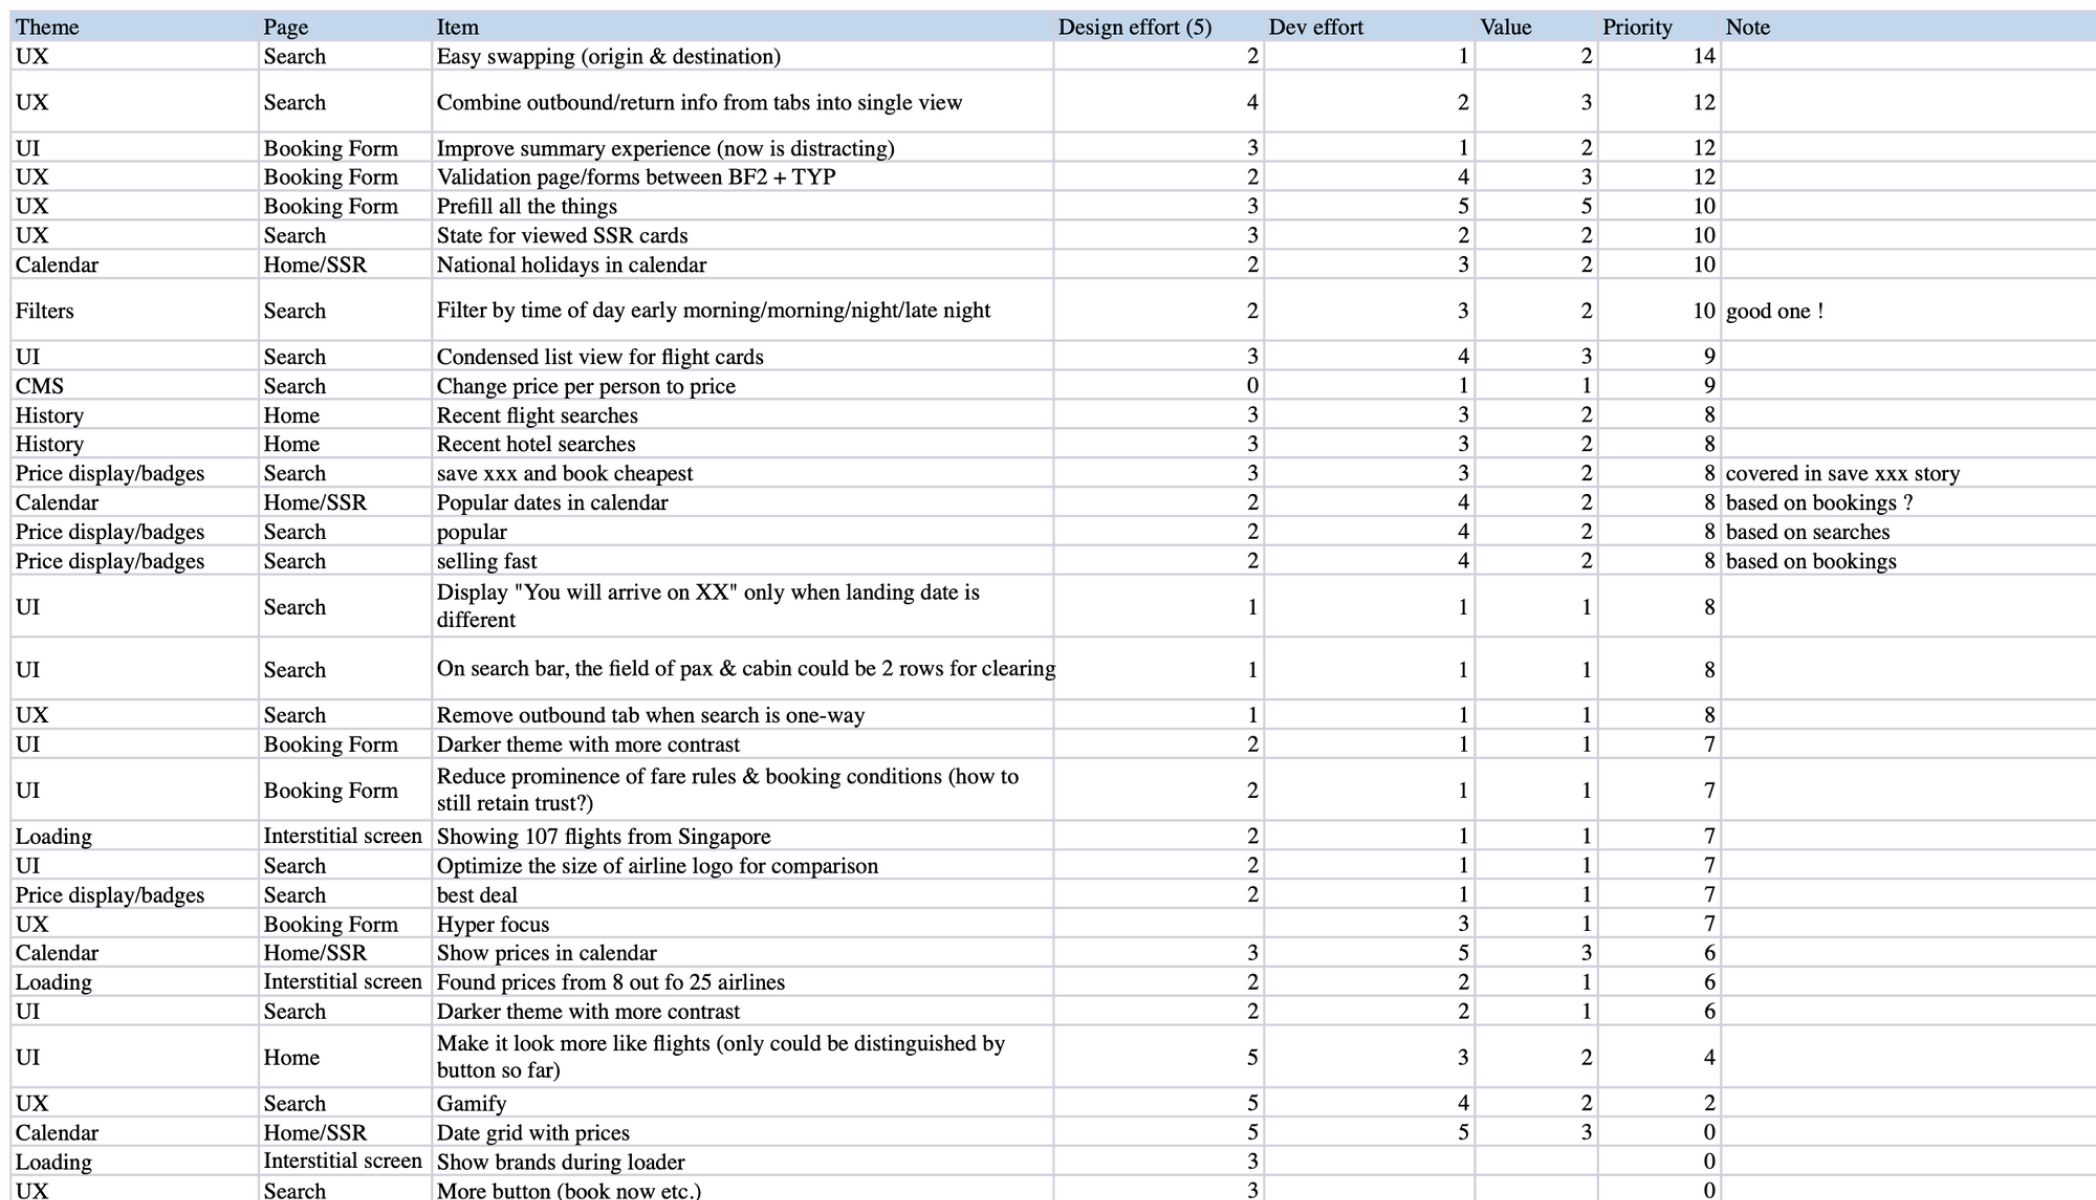 Theme Page Item Design effort (5) Dev effort Value Priority Note
UX Search Easy swapping (origin & destination) 2 1 2 14
UX Search Combine outbound/return info from tabs into single view 4 2 3 12
UI Booking Form Improve summary experience (now is distracting) 3 1 2 12
UX Booking Form Validation page/forms between BF2 + TYP 2 4 3 12
UX Booking Form Prefill all the things 3 5 5 10
UX Search State for viewed SSR cards 3 2 2 10
Calendar Home/SSR National holidays in calendar 2 3 2 10
Filters Search Filter by time of day early morning/morning/night/late night 2 3 2 10 good one !
UI Search Condensed list view for flight cards 3 4 3 9
CMS Search Change price per person to price 0 1 1 9
History Home Recent flight searches 3 3 2 8
History Home Recent hotel searches 3 3 2 8
Price display/badges Search save xxx and book cheapest 3 3 2 8 covered in save xxx story
Calendar Home/SSR Popular dates in calendar 2 4 2 8 based on bookings ?
Price display/badges Search popular 2 4 2 8 based on searches
Price display/badges Search selling fast 2 4 2 8 based on bookings
UI Search Display "You will arrive on XX" only when landing date is
different 1 1 1 8
UI Search On search bar, the field of pax & cabin could be 2 rows for clearing 1 1 1 8
UX Search Remove outbound tab when search is one-way 1 1 1 8
UI Booking Form Darker theme with more contrast 2 1 1 7
UI Booking Form Reduce prominence of fare rules & booking conditions (how to
still retain trust?) 2 1 1 7
Loading Interstitial screen Showing 107 flights from Singapore 2 1 1 7
UI Search Optimize the size of airline logo for comparison 2 1 1 7
Price display/badges Search best deal 2 1 1 7
UX Booking Form Hyper focus 3 1 7
Calendar Home/SSR Show prices in calendar 3 5 3 6
Loading Interstitial screen Found prices from 8 out fo 25 airlines 2 2 1 6
UI Search Darker theme with more contrast 2 2 1 6
UI Home Make it look more like flights (only could be distinguished by
button so far) 5 3 2 4
UX Search Gamify 5 4 2 2
Calendar Home/SSR Date grid with prices 5 5 3 0
Loading Interstitial screen Show brands during loader 3 0
UX Search More button (book now etc.) 3 0